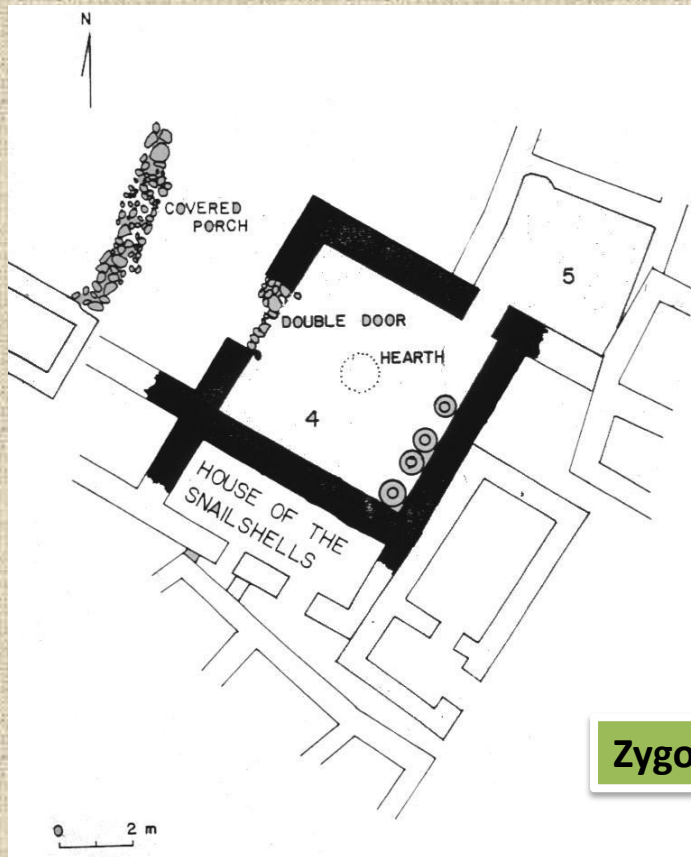 N
COVERED
PORCH
5
DOUBLE DOOR
HEARTH
4
HOUSE OF THE
SNAILSHELLS
0 2 m